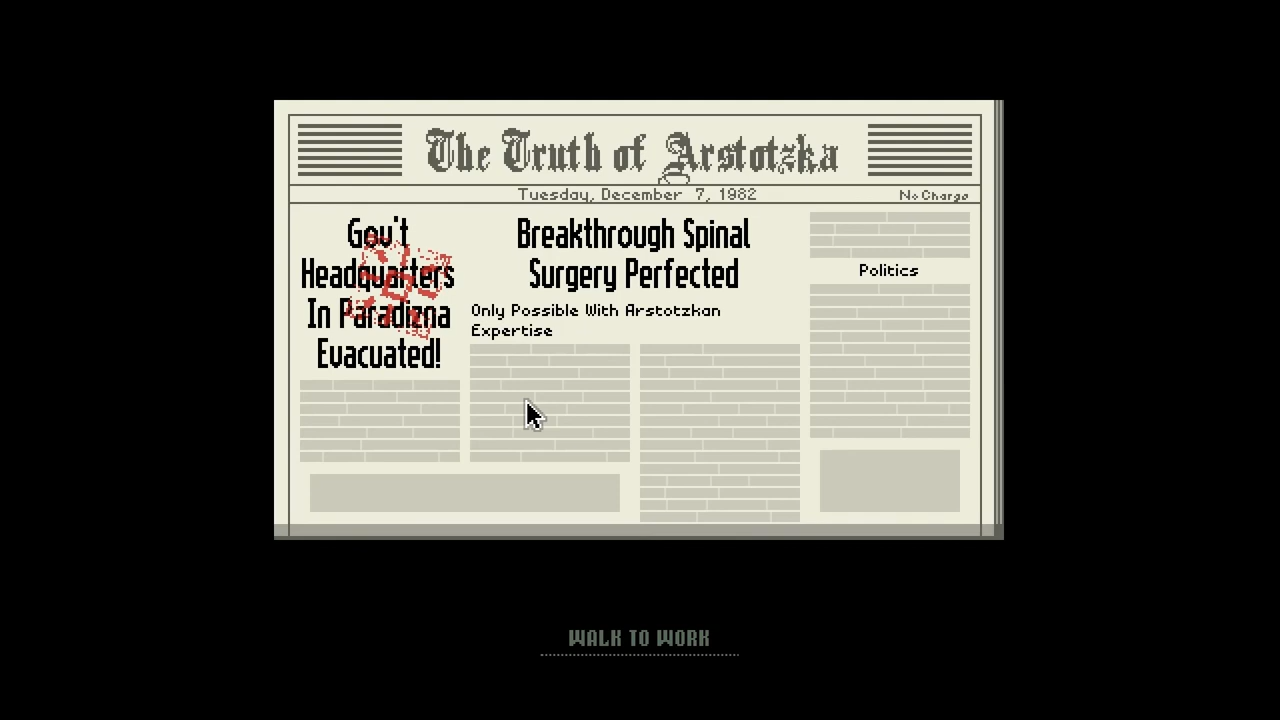 The Truth of Arstotzka
Tuesday, December 7, 1982
No Charge
Gov't
Headquarters
In Paradizna
Evacuated!
Breakthrough Spinal
Surgery Perfected
Only Possible With Arstotzkan
Expertise
Politics
WALK TO WORK